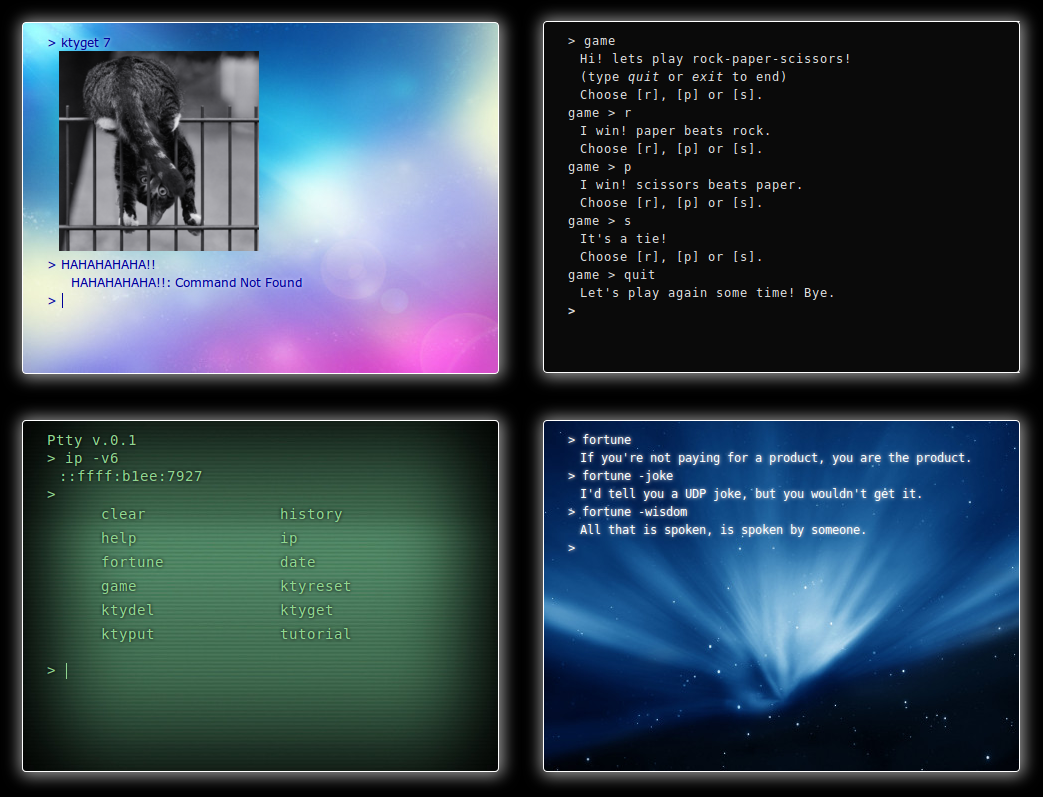 > ktyget 7
> HAHAHAHAHA!!
HAHAHAHAHA!!: Command Not Found
>
> game
Hi! lets play rock-paper-scissors!
(type quit or exit to end)
Choose [r], [p] or [s].
game > r
I win! paper beats rock.
Choose [r], [p] or [s].
game > p
I win! scissors beats paper.
Choose [r], [p] or [s].
game > s
It's a tie!
Choose [r], [p] or [s].
game > quit
Let's play again some time! Bye.
>
Ptty v.0.1
> ip -v6
::ffff:b1ee:7927
>
clear history
help ip
fortune date
game ktyreset
ktydel ktyget
ktyput tutorial
>
> fortune
If you're not paying for a product, you are the product.
> fortune -joke
I'd tell you a UDP joke, but you wouldn't get it.
> fortune -wisdom
All that is spoken, is spoken by someone.
>